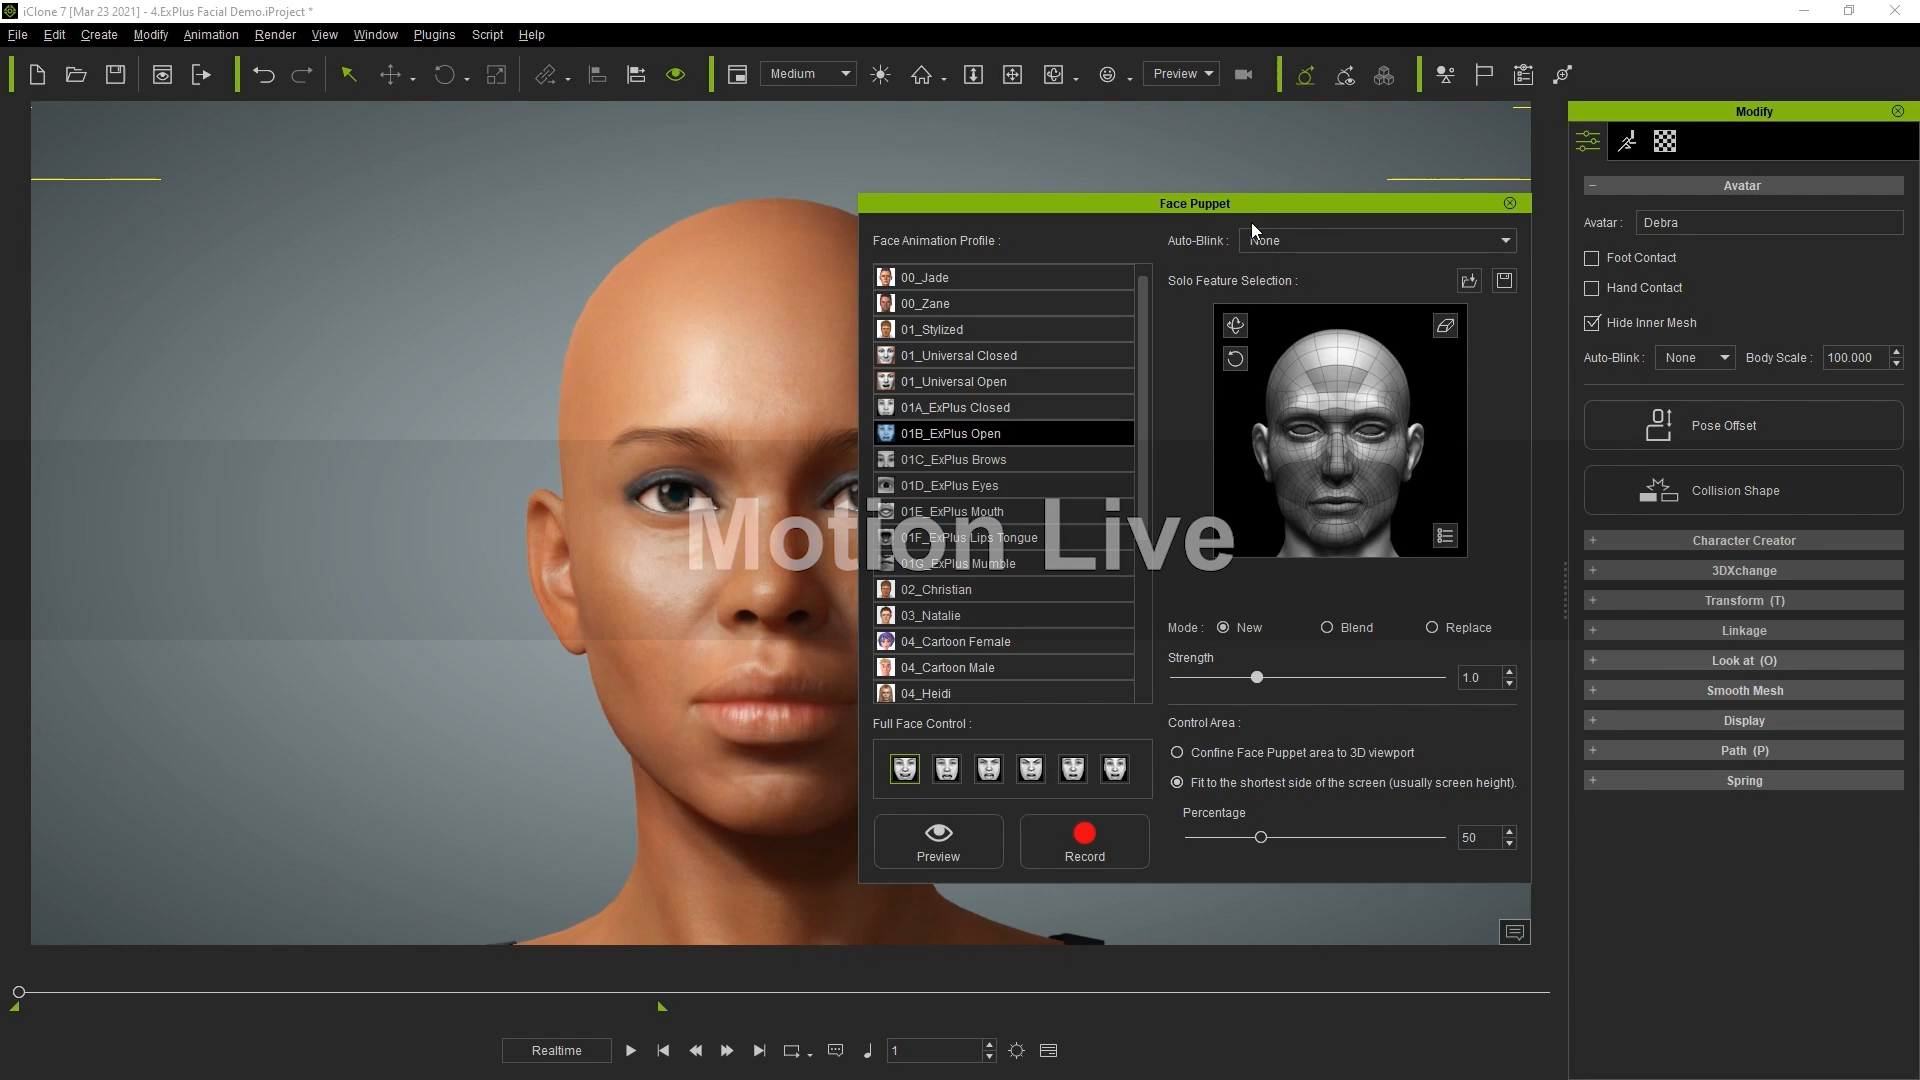 iClone 7 [Mar 23 2021] - 4.ExPlus Facial Demo.iProject *
File Edit Create Modify Animation Render View Window Plugins Script Help
Medium
Preview
Face Puppet
Face Animation Profile :
00_Jade
00_Zane
01_Stylized
01_Universal Closed
01_Universal Open
01A_ExPlus Closed
01B_ExPlus Open
01C_ExPlus Brows
01D_ExPlus Eyes
01E_ExPlus Mouth
01F_ExPlus Lips Tongue
01G_ExPlus Mumble
02_Christian
03_Natalie
04_Cartoon Female
04_Cartoon Male
04_Heidi
Full Face Control :
Preview
Record
Auto-Blink : None
Solo Feature Selection :
Mode : New Blend Replace
Strength
1.0
Control Area :
Confine Face Puppet area to 3D viewport
Fit to the shortest side of the screen (usually screen height).
Percentage
50
Motion Live
Modify
Avatar
Avatar : Debra
Foot Contact
Hand Contact
Hide Inner Mesh
Auto-Blink : None Body Scale : 100.000
Pose Offset
Collision Shape
Character Creator
3DXchange
Transform (T)
Linkage
Look at (O)
Smooth Mesh
Display
Path (P)
Spring
Realtime
1